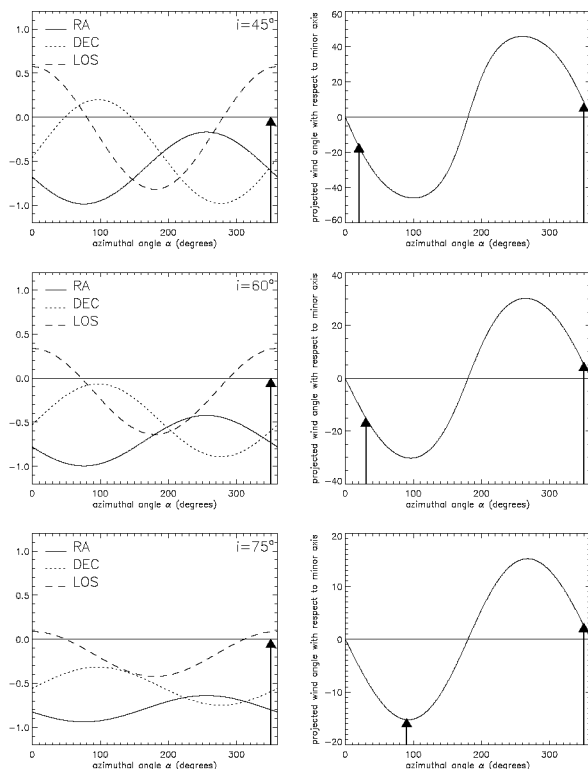 i=45°
RA
DEC
LOS
1.0
0.5
0.0
−0.5
−1.0
0 100 200 300
azimuthal angle α (degrees)
projected wind angle with respect to minor axis
60
40
20
0
−20
−40
−60
0 100 200 300
azimuthal angle α (degrees)
i=60°
RA
DEC
LOS
1.0
0.5
0.0
−0.5
−1.0
0 100 200 300
azimuthal angle α (degrees)
projected wind angle with respect to minor axis
40
20
0
−20
−40
0 100 200 300
azimuthal angle α (degrees)
i=75°
RA
DEC
LOS
1.0
0.5
0.0
−0.5
−1.0
0 100 200 300
azimuthal angle α (degrees)
projected wind angle with respect to minor axis
20
10
0
−10
−20
0 100 200 300
azimuthal angle α (degrees)